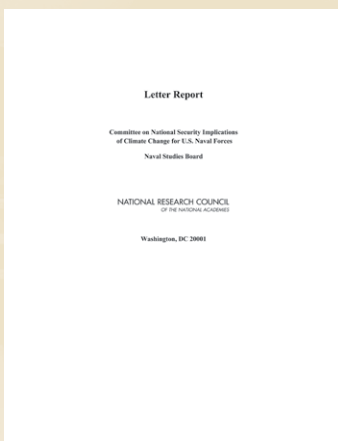 Letter Report
Committee on National Security Implications
of Climate Change for U.S. Naval Forces
Naval Studies Board
NATIONAL RESEARCH COUNCIL
OF THE NATIONAL ACADEMIES
Washington, DC 20001